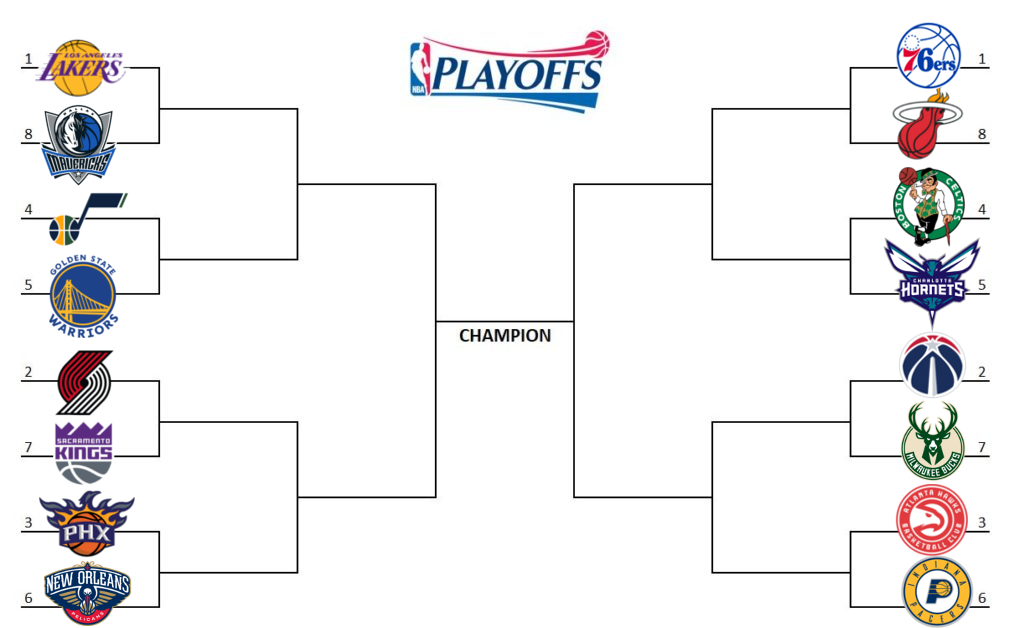 NBA PLAYOFFS
1 LOS ANGELES LAKERS
8 MAVERICKS
4
5 GOLDEN STATE WARRIORS
2
7 SACRAMENTO KINGS
3 PHX
6 NEW ORLEANS PELICANS
CHAMPION
76ers 1
8
BOSTON CELTICS 4
CHARLOTTE HORNETS 5
2
MILWAUKEE BUCKS 7
ATLANTA HAWKS BASKETBALL CLUB 3
INDIANA PACERS 6